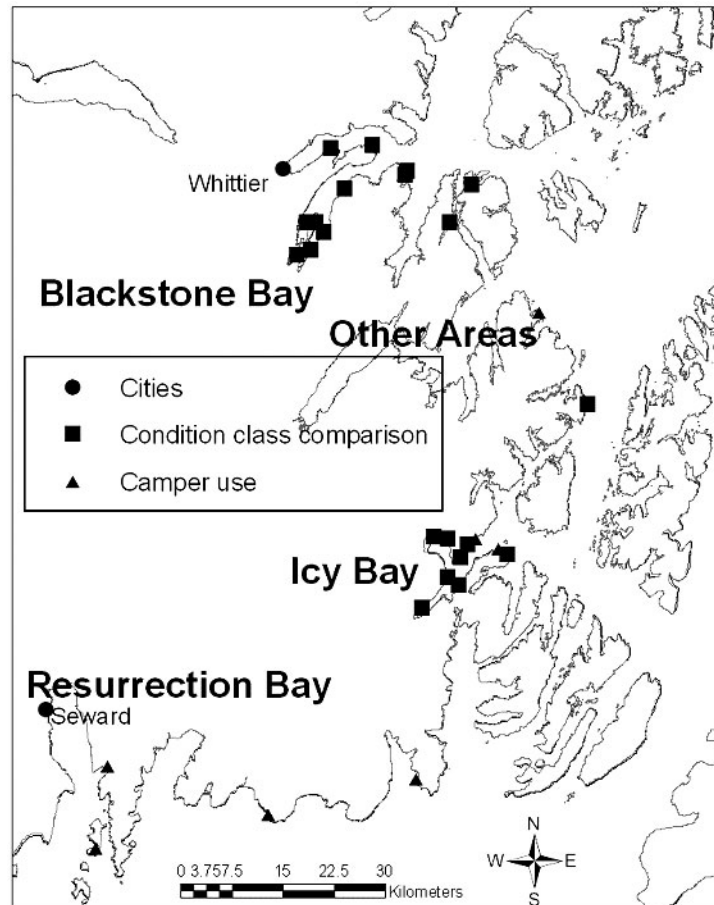 Whittier
Blackstone Bay
Other Areas
Cities
Condition class comparison
Camper use
Icy Bay
Resurrection Bay
Seward
N
W E
S
0 3.757.5 15 22.5 30
Kilometers